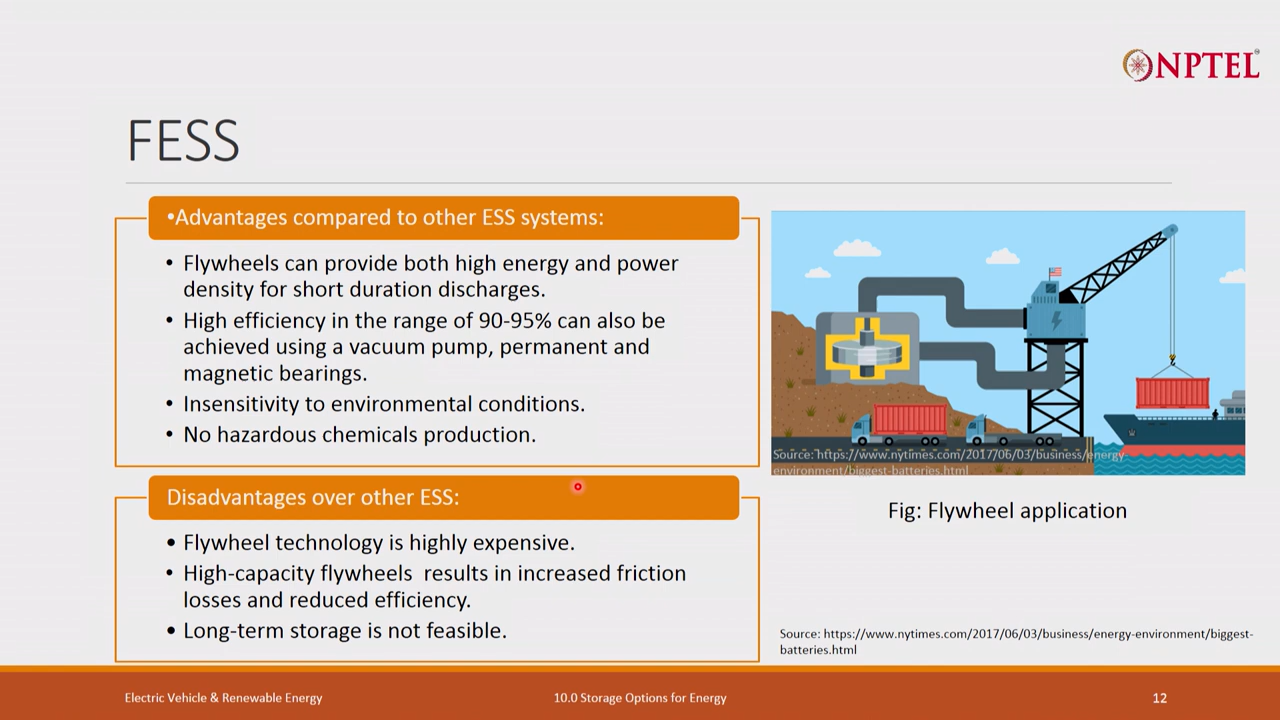 NPTEL
FESS
•Advantages compared to other ESS systems:
• Flywheels can provide both high energy and power
density for short duration discharges.
• High efficiency in the range of 90-95% can also be
achieved using a vacuum pump, permanent and
magnetic bearings.
• Insensitivity to environmental conditions.
• No hazardous chemicals production.
Disadvantages over other ESS:
• Flywheel technology is highly expensive.
• High-capacity flywheels results in increased friction
losses and reduced efficiency.
• Long-term storage is not feasible.
Source: https://www.nytimes.com/201706/03/business/energy-
environment/biggest-batteries.html
Fig: Flywheel application
Source: https://www.nytimes.com/2017/06/03/business/energy-environment/biggest-
batteries.html
Electric Vehicle & Renewable Energy
10.0 Storage Options for Energy
12